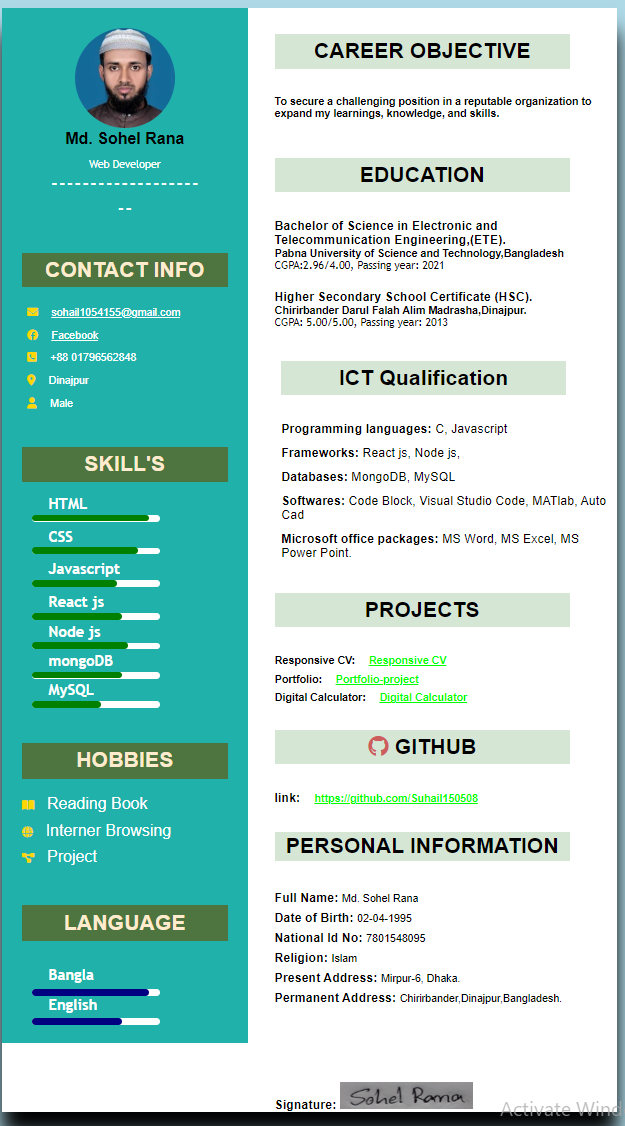 Md. Sohel Rana
Web Developer
-------------------
--
CONTACT INFO
sohail1054155@gmail.com
Facebook
+88 01796562848
Dinajpur
Male
SKILL'S
HTML
CSS
Javascript
React js
Node js
mongoDB
MySQL
HOBBIES
Reading Book
Interner Browsing
Project
LANGUAGE
Bangla
English
CAREER OBJECTIVE
To secure a challenging position in a reputable organization to
expand my learnings, knowledge, and skills.
EDUCATION
Bachelor of Science in Electronic and
Telecommunication Engineering,(ETE).
Pabna University of Science and Technology,Bangladesh
CGPA:2.96/4.00, Passing year: 2021
Higher Secondary School Certificate (HSC).
Chirirbander Darul Falah Alim Madrasha,Dinajpur.
CGPA: 5.00/5.00, Passing year: 2013
ICT Qualification
Programming languages: C, Javascript
Frameworks: React js, Node js,
Databases: MongoDB, MySQL
Softwares: Code Block, Visual Studio Code, MATlab, Auto
Cad
Microsoft office packages: MS Word, MS Excel, MS
Power Point.
PROJECTS
Responsive CV: Responsive CV
Portfolio: Portfolio-project
Digital Calculator: Digital Calculator
GITHUB
link: https://github.com/Suhail150508
PERSONAL INFORMATION
Full Name: Md. Sohel Rana
Date of Birth: 02-04-1995
National Id No: 7801548095
Religion: Islam
Present Address: Mirpur-6, Dhaka.
Permanent Address: Chirirbander,Dinajpur,Bangladesh.
Signature: Sohel Rana
Activate Wind